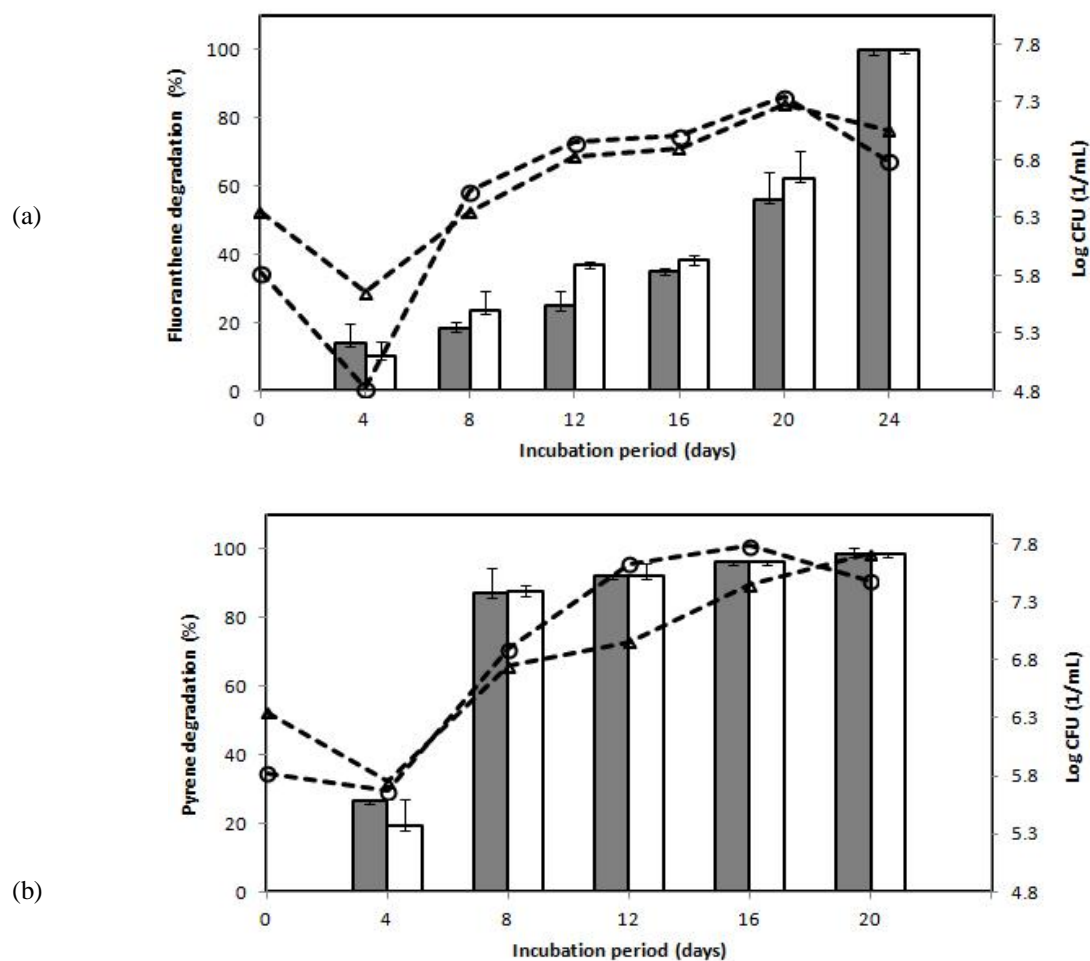 (a)
Fluoranthene degradation (%)
100
80
60
40
20
0
7.8
7.3
6.8
6.3
5.8
5.3
4.8
Log CFU (1/mL)
0 4 8 12 16 20 24
Incubation period (days)
(b)
Pyrene degradation (%)
100
80
60
40
20
0
7.8
7.3
6.8
6.3
5.8
5.3
4.8
Log CFU (1/mL)
0 4 8 12 16 20
Incubation period (days)